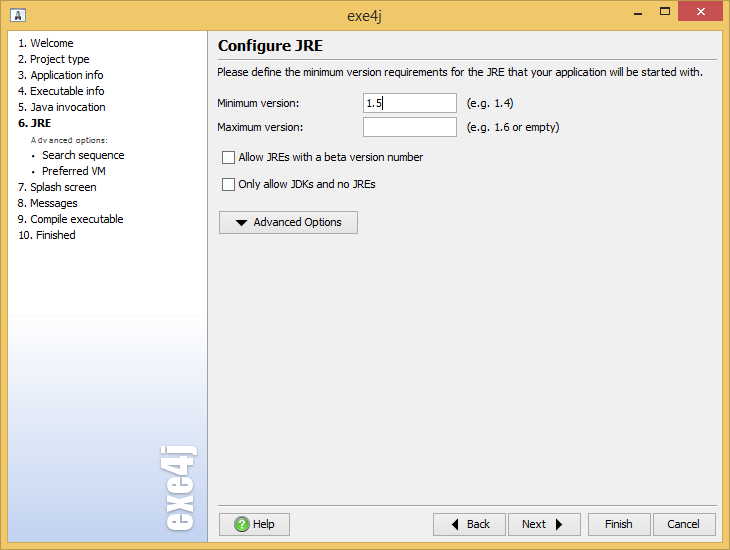 exe4j
1. Welcome
2. Project type
3. Application info
4. Executable info
5. Java invocation
6. JRE
Advanced options:
• Search sequence
• Preferred VM
7. Splash screen
8. Messages
9. Compile executable
10. Finished
exe4j
Configure JRE
Please define the minimum version requirements for the JRE that your application will be started with.
Minimum version: 1.5 (e.g. 1.4)
Maximum version: (e.g. 1.6 or empty)
Allow JREs with a beta version number
Only allow JDKs and no JREs
Advanced Options
Help Back Next Finish Cancel